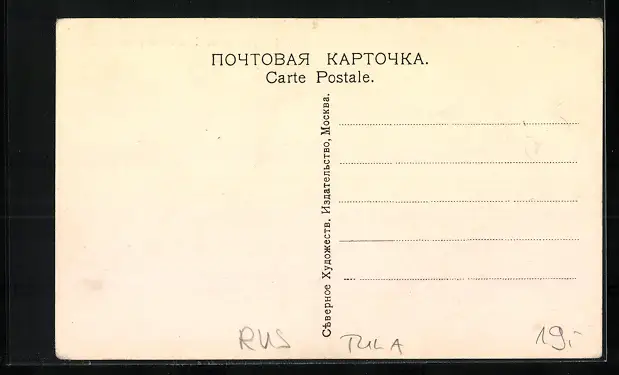 ПОЧТОВАЯ КАРТОЧКА.
Carte Postale.
Сѣверное Художеств. Издательство, Москва.
RUS
TULA
19,-